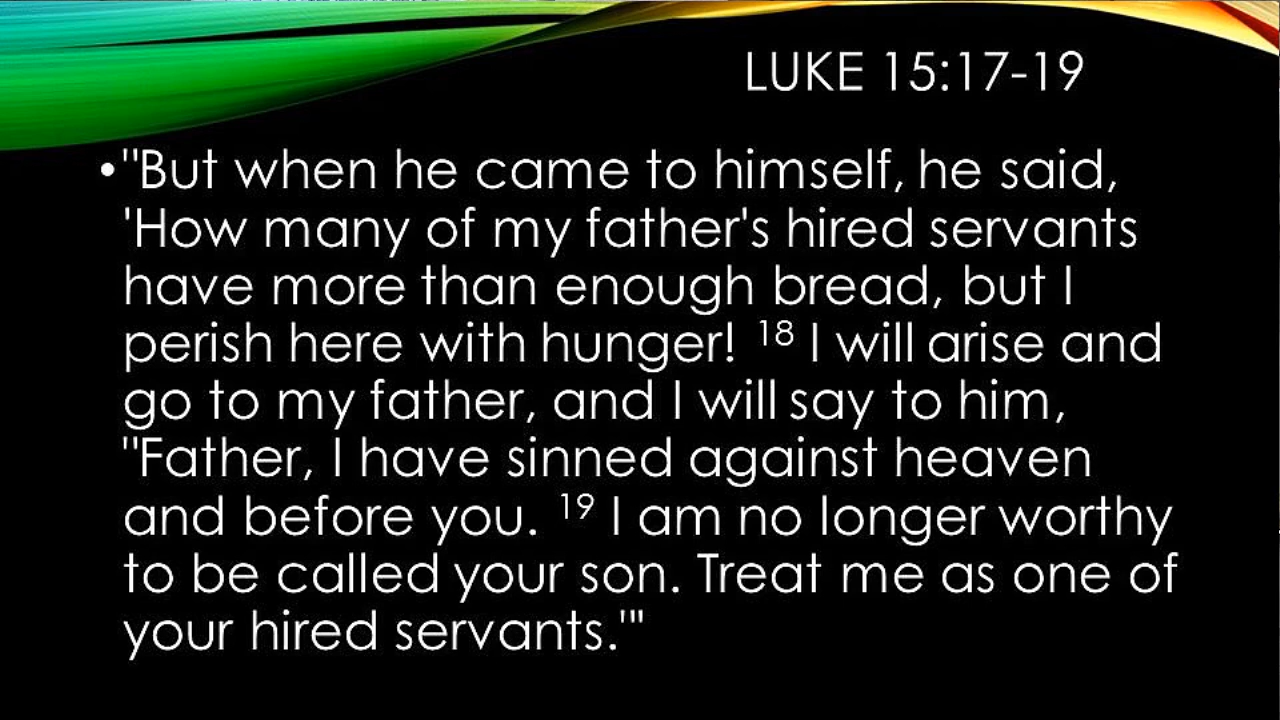 LUKE 15:17-19
•"But when he came to himself, he said,
'How many of my father's hired servants
have more than enough bread, but I
perish here with hunger! 18 I will arise and
go to my father, and I will say to him,
"Father, I have sinned against heaven
and before you. 19 I am no longer worthy
to be called your son. Treat me as one of
your hired servants.'"